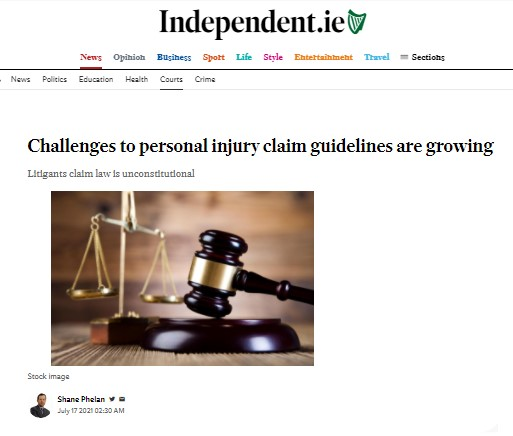 Independent.ie
News Opinion Business Sport Life Style Entertainment Travel Sections
News Politics Education Health Courts Crime
Challenges to personal injury claim guidelines are growing
Litigants claim law is unconstitutional
Stock image
Shane Phelan
July 17 2021 02:30 AM